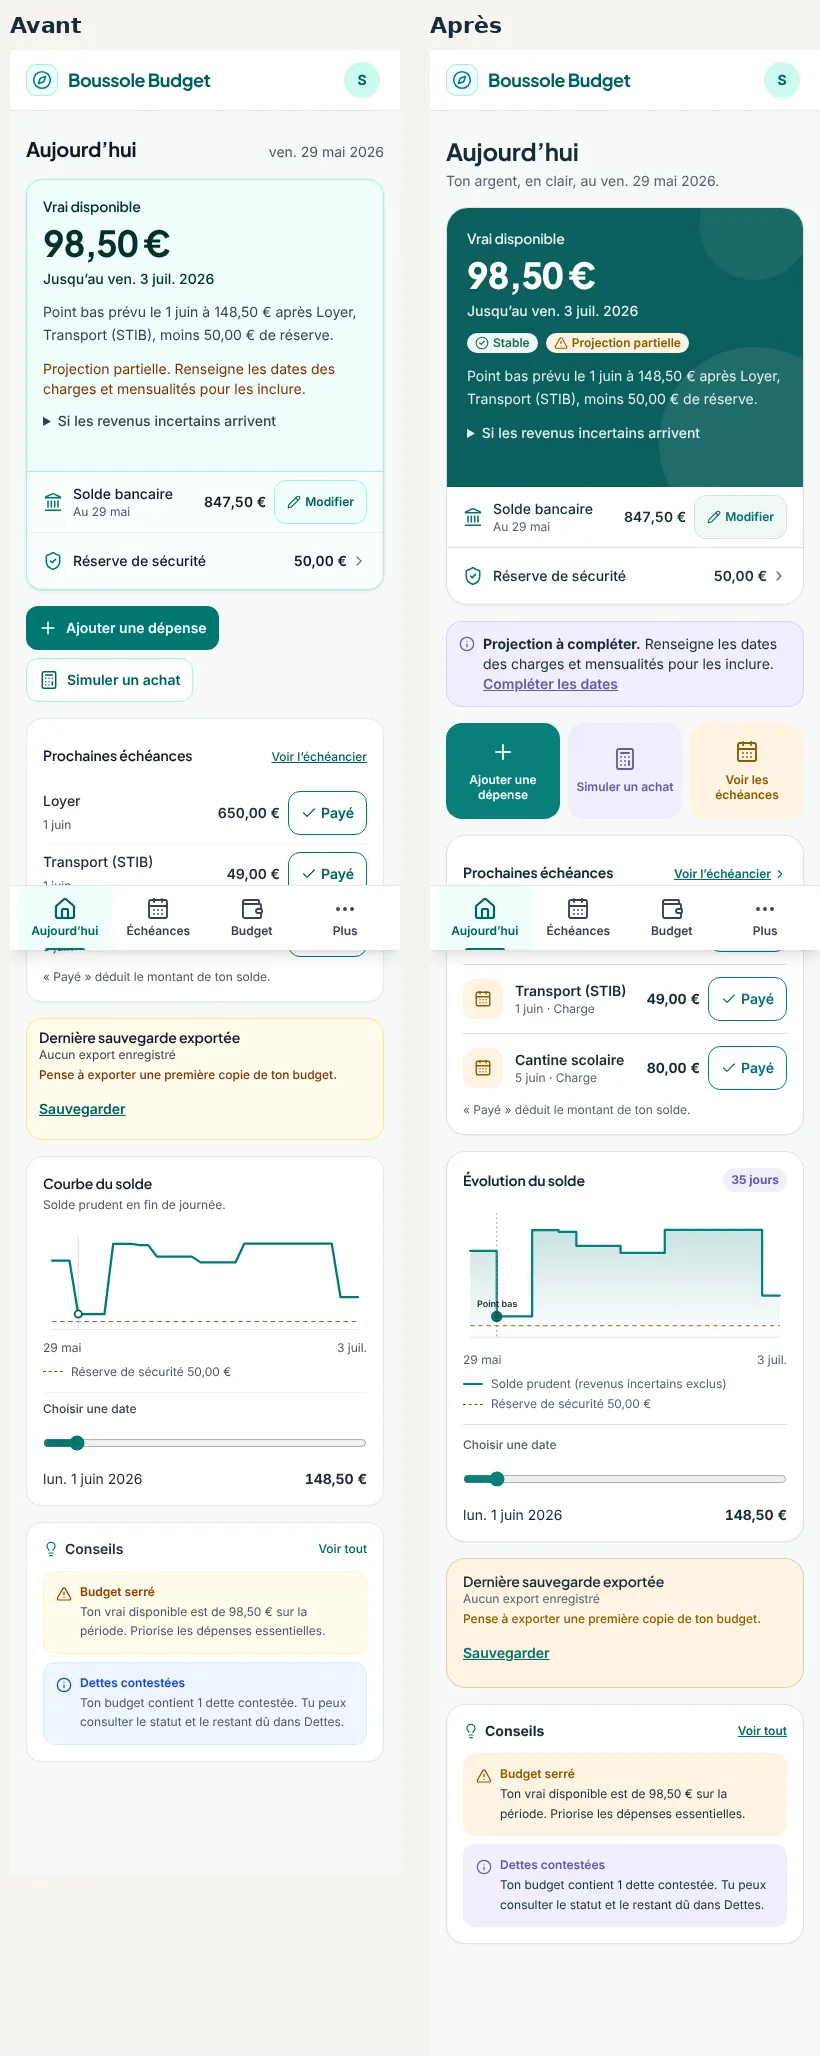 Avant
Boussole Budget
S
Aujourd’hui
ven. 29 mai 2026
Vrai disponible
98,50 €
Jusqu’au ven. 3 juil. 2026
Point bas prévu le 1 juin à 148,50 € après Loyer,
Transport (STIB), moins 50,00 € de réserve.
Projection partielle. Renseigne les dates des
charges et mensualités pour les inclure.
Si les revenus incertains arrivent
Solde bancaire
Au 29 mai
847,50 €
Modifier
Réserve de sécurité
50,00 €
Ajouter une dépense
Simuler un achat
Prochaines échéances
Voir l’échéancier
Loyer
1 juin
650,00 €
Payé
Transport (STIB)
49,00 €
Payé
Aujourd’hui
Échéances
Budget
Plus
« Payé » déduit le montant de ton solde.
Dernière sauvegarde exportée
Aucun export enregistré
Pense à exporter une première copie de ton budget.
Sauvegarder
Courbe du solde
Solde prudent en fin de journée.
29 mai
3 juil.
Réserve de sécurité 50,00 €
Choisir une date
lun. 1 juin 2026
148,50 €
Conseils
Voir tout
Budget serré
Ton vrai disponible est de 98,50 € sur la
période. Priorise les dépenses essentielles.
Dettes contestées
Ton budget contient 1 dette contestée. Tu peux
consulter le statut et le restant dû dans Dettes.
Après
Boussole Budget
S
Aujourd’hui
Ton argent, en clair, au ven. 29 mai 2026.
Vrai disponible
98,50 €
Jusqu’au ven. 3 juil. 2026
Stable
Projection partielle
Point bas prévu le 1 juin à 148,50 € après Loyer,
Transport (STIB), moins 50,00 € de réserve.
Si les revenus incertains arrivent
Solde bancaire
Au 29 mai
847,50 €
Modifier
Réserve de sécurité
50,00 €
Projection à compléter. Renseigne les dates
des charges et mensualités pour les inclure.
Compléter les dates
Ajouter une
dépense
Simuler un achat
Voir les
échéances
Prochaines échéances
Voir l’échéancier
Aujourd’hui
Échéances
Budget
Plus
Transport (STIB)
1 juin · Charge
49,00 €
Payé
Cantine scolaire
5 juin · Charge
80,00 €
Payé
« Payé » déduit le montant de ton solde.
Évolution du solde
35 jours
Point bas
29 mai
3 juil.
Solde prudent (revenus incertains exclus)
Réserve de sécurité 50,00 €
Choisir une date
lun. 1 juin 2026
148,50 €
Dernière sauvegarde exportée
Aucun export enregistré
Pense à exporter une première copie de ton budget.
Sauvegarder
Conseils
Voir tout
Budget serré
Ton vrai disponible est de 98,50 € sur la
période. Priorise les dépenses essentielles.
Dettes contestées
Ton budget contient 1 dette contestée. Tu peux
consulter le statut et le restant dû dans Dettes.